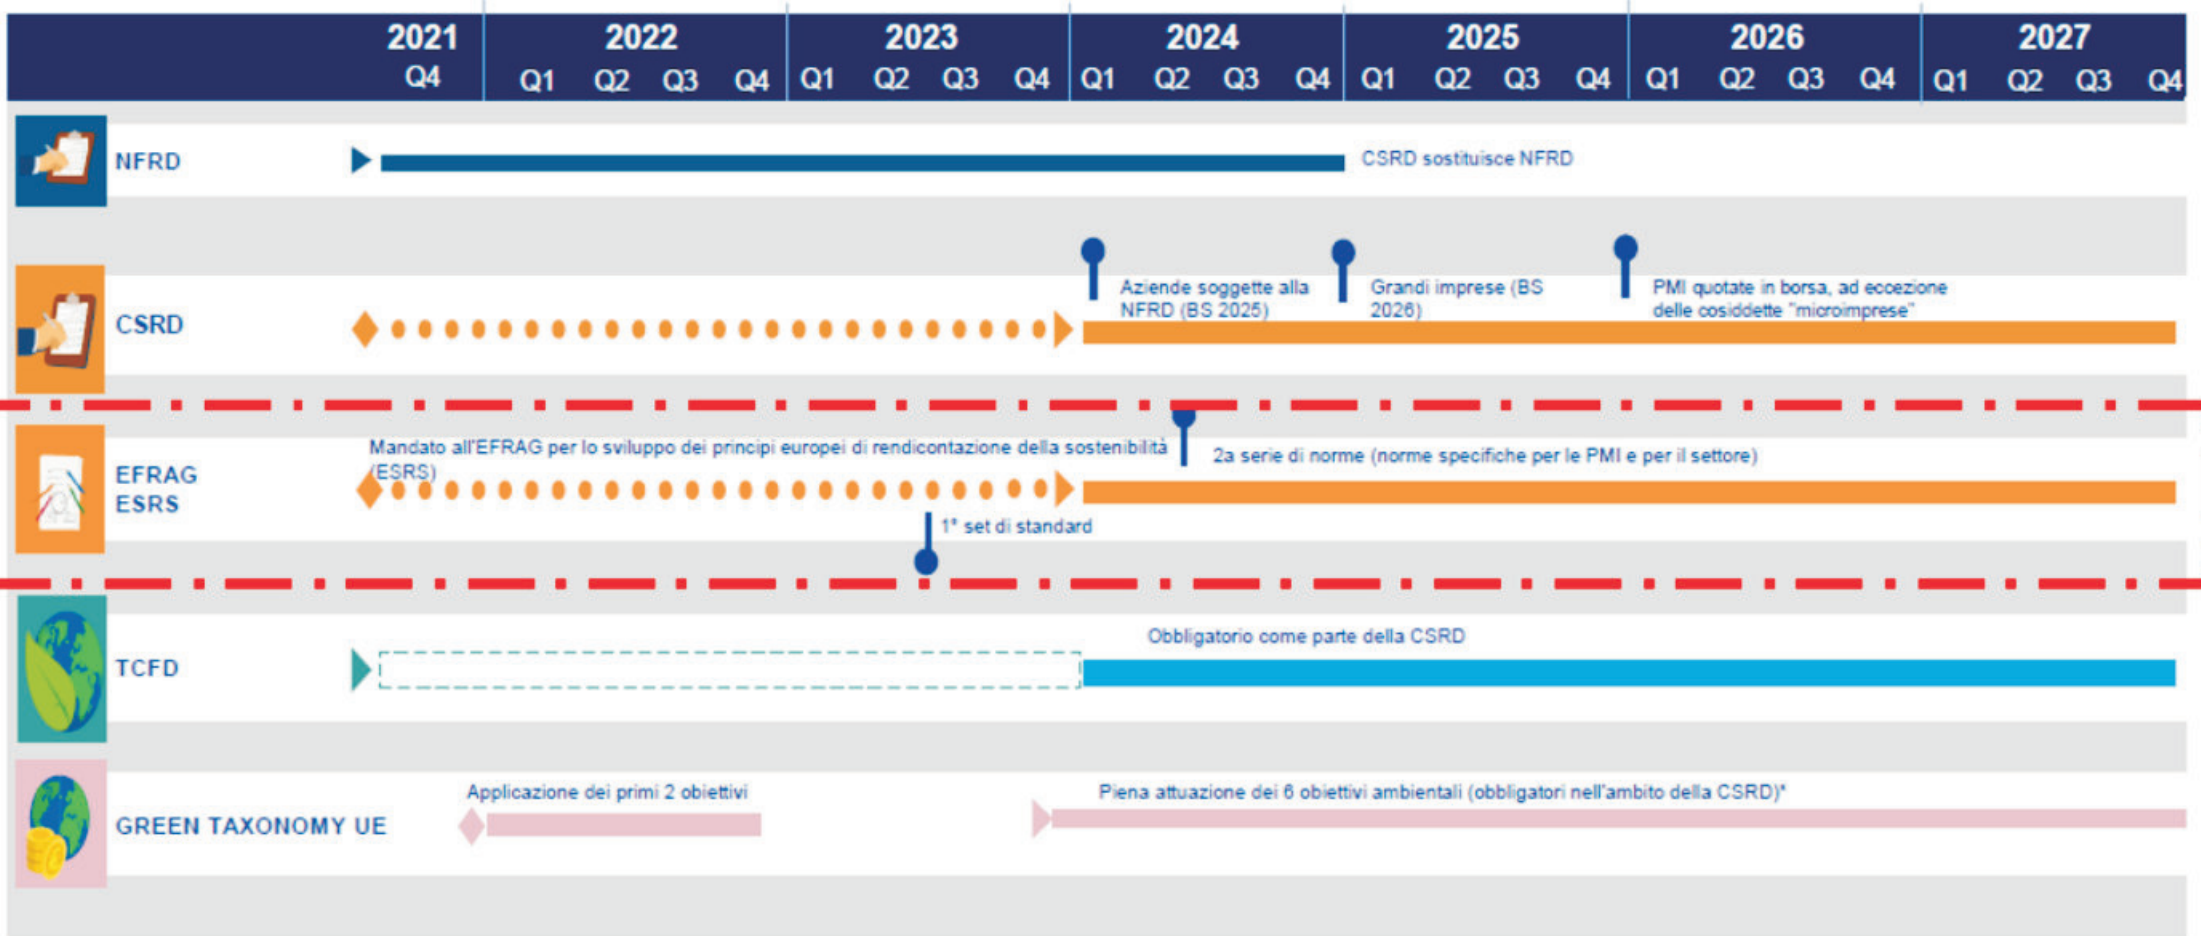 2021 2022 2023 2024 2025 2026 2027
Q4 Q1 Q2 Q3 Q4 Q1 Q2 Q3 Q4 Q1 Q2 Q3 Q4 Q1 Q2 Q3 Q4 Q1 Q2 Q3 Q4 Q1 Q2 Q3 Q4
NFRD
CSRD sostituisce NFRD
CSRD
Aziende soggette alla
NFRD (BS 2025)
Grandi imprese (BS
2026)
PMI quotate in borsa, ad eccezione
delle cosiddette "microimprese"
EFRAG
ESRS
Mandato all'EFRAG per lo sviluppo dei principi europei di rendicontazione della sostenibilità
(ESRS)
2a serie di norme (norme specifiche per le PMI e per il settore)
1° set di standard
TCFD
Obbligatorio come parte della CSRD
GREEN TAXONOMY UE
Applicazione dei primi 2 obiettivi
Piena attuazione dei 6 obiettivi ambientali (obbligatori nell'ambito della CSRD)*